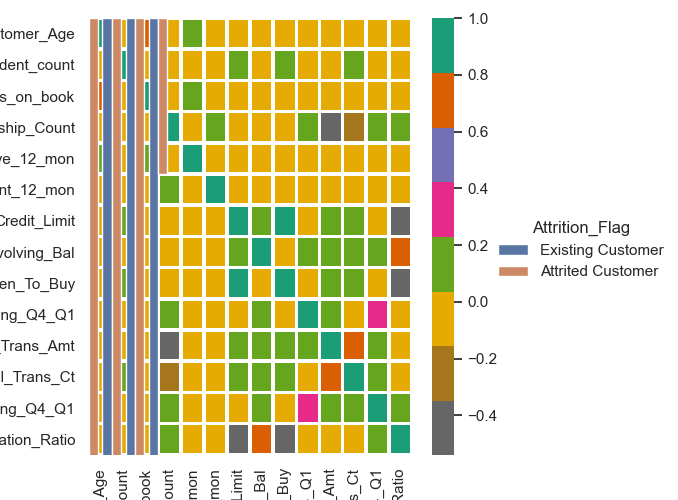 tomer_Age
dent_count
s_on_book
ship_Count
ve_12_mon
nt_12_mon
Credit_Limit
volving_Bal
en_To_Buy
ng_Q4_Q1
_Trans_Amt
l_Trans_Ct
ng_Q4_Q1
ation_Ratio
_Age
ount
book
ount
mon
mon
Limit
_Bal
Buy
_Q1
Amt
s_Ct
_Q1
Ratio
1.0
0.8
0.6
0.4
0.2
0.0
−0.2
−0.4
Attrition_Flag
Existing Customer
Attrited Customer